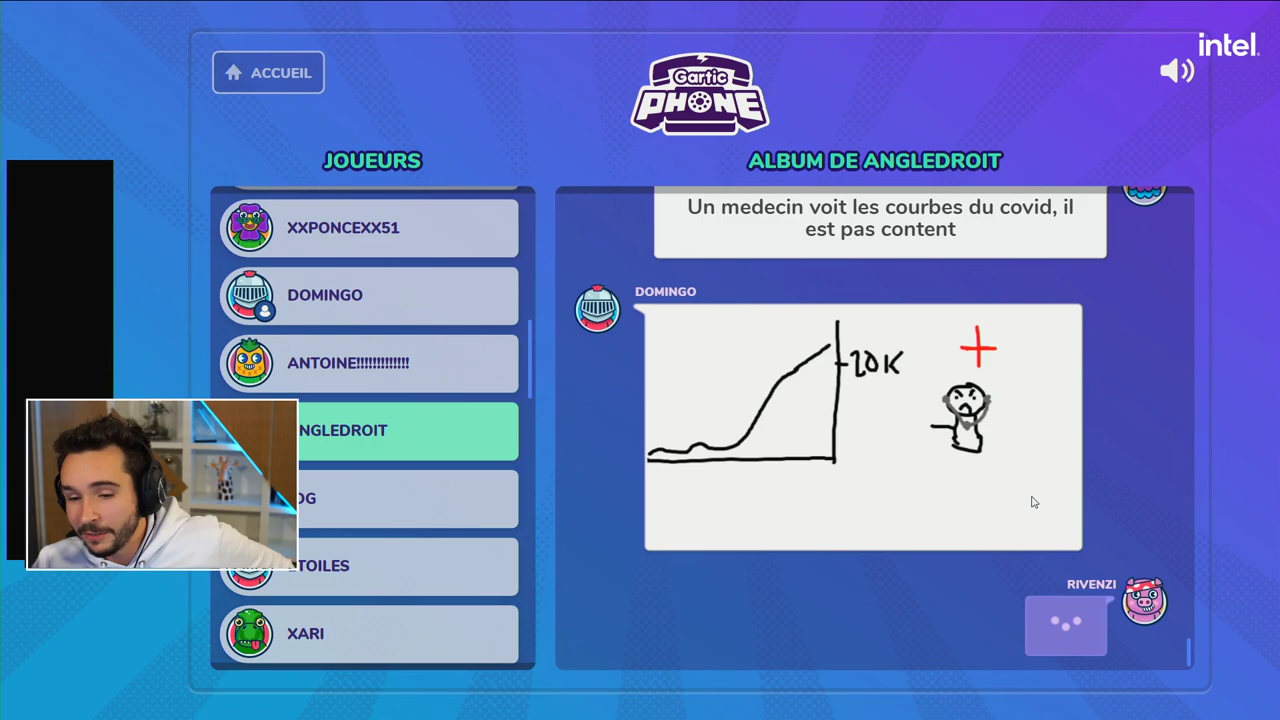 intel.
ACCUEIL
Gartic
PHONE
JOUEURS
ALBUM DE ANGLEDROIT
XXPONCEXX51
DOMINGO
ANTOINE!!!!!!!!!!!!!
NGLEDROIT
OG
TOILES
XARI
Un medecin voit les courbes du covid, il
est pas content
DOMINGO
20K
RIVENZI